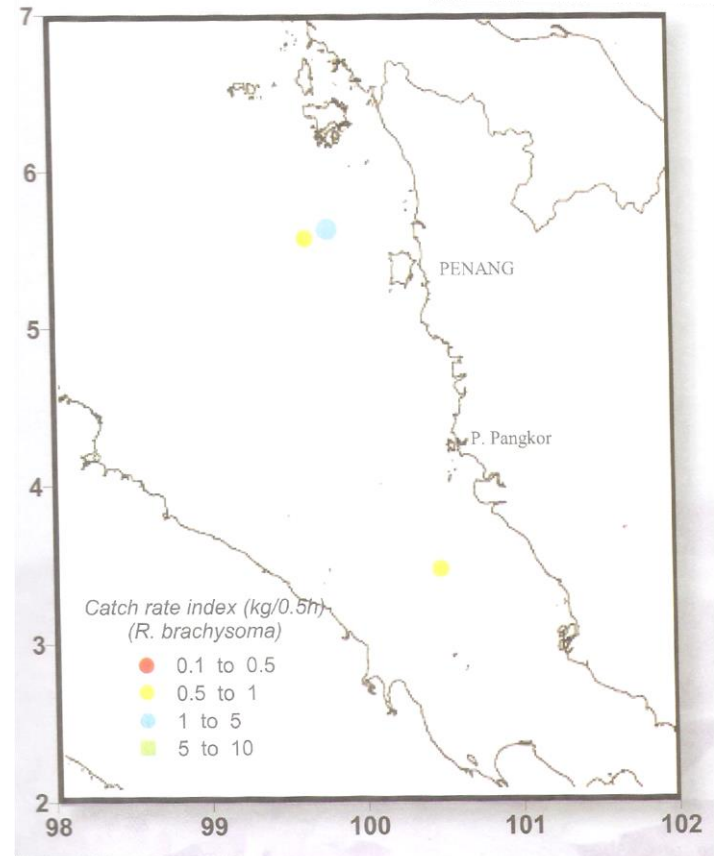 7
6
5
4
3
2
98
99
100
101
102
PENANG
P. Pangkor
Catch rate index (kg/0.5h)
(R. brachysoma)
0.1 to 0.5
0.5 to 1
1 to 5
5 to 10